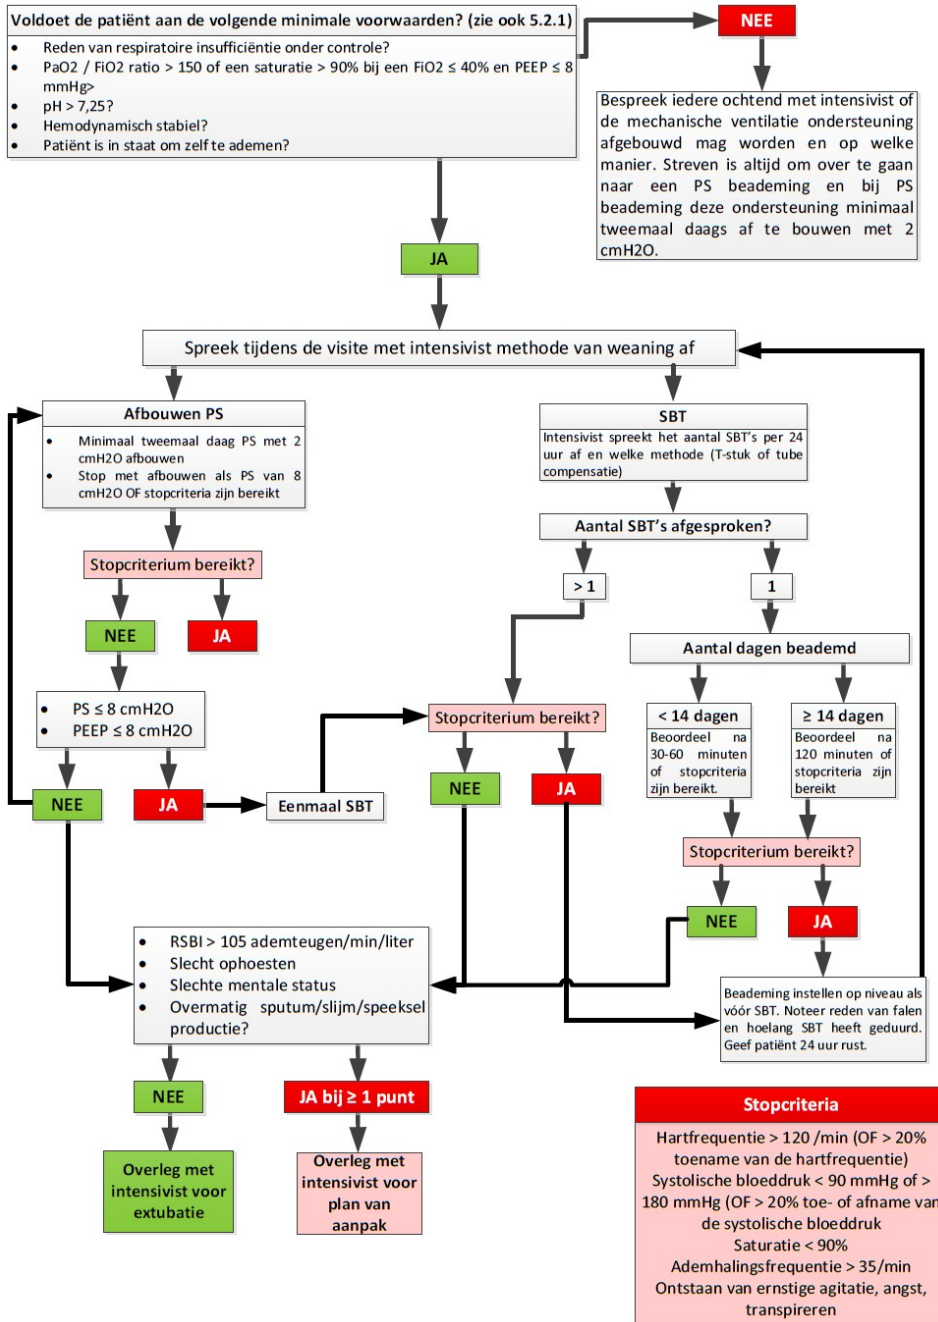 Voldoet de patiënt aan de volgende minimale voorwaarden? (zie ook 5.2.1)
• Reden van respiratoire insufficiëntie onder controle?
• PaO2 / FiO2 ratio > 150 of een saturatie > 90% bij een FiO2 ≤ 40% en PEEP ≤ 8
mmHg>
• pH > 7,25?
• Hemodynamisch stabiel?
• Patiënt is in staat om zelf te ademen?
NEE
Bespreek iedere ochtend met intensivist of
de mechanische ventilatie ondersteuning
afgebouwd mag worden en op welke
manier. Streven is altijd om over te gaan
naar een PS beademing en bij PS
beademing deze ondersteuning minimaal
tweemaal daags af te bouwen met 2
cmH2O.
JA
Spreek tijdens de visite met intensivist methode van weaning af
Afbouwen PS
• Minimaal tweemaal daag PS met 2
cmH2O afbouwen
• Stop met afbouwen als PS van 8
cmH2O OF stopcriteria zijn bereikt
Stopcriterium bereikt?
NEE
JA
• PS ≤ 8 cmH2O
• PEEP ≤ 8 cmH2O
NEE
JA
Eenmaal SBT
SBT
Intensivist spreekt het aantal SBT's per 24
uur af en welke methode (T-stuk of tube
compensatie)
Aantal SBT's afgesproken?
> 1
1
Aantal dagen beademd
< 14 dagen
Beoordeel na
30-60 minuten
of stopcriteria
zijn bereikt.
≥ 14 dagen
Beoordeel na
120 minuten of
stopcriteria zijn
bereikt
Stopcriterium bereikt?
NEE
JA
Stopcriterium bereikt?
NEE
JA
Beademing instellen op niveau als
vóór SBT. Noteer reden van falen
en hoelang SBT heeft geduurd.
Geef patiënt 24 uur rust.
• RSBI > 105 ademteugen/min/liter
• Slecht ophoesten
• Slechte mentale status
• Overmatig sputum/slijm/speeksel
productie?
NEE
JA bij ≥ 1 punt
Overleg met
intensivist voor
extubatie
Overleg met
intensivist voor
plan van
aanpak
Stopcriteria
Hartfrequentie > 120 /min (OF > 20%
toename van de hartfrequentie)
Systolische bloeddruk < 90 mmHg of >
180 mmHg (OF > 20% toe- of afname van
de systolische bloeddruk
Saturatie < 90%
Ademhalingsfrequentie > 35/min
Ontstaan van ernstige agitatie, angst,
transpireren